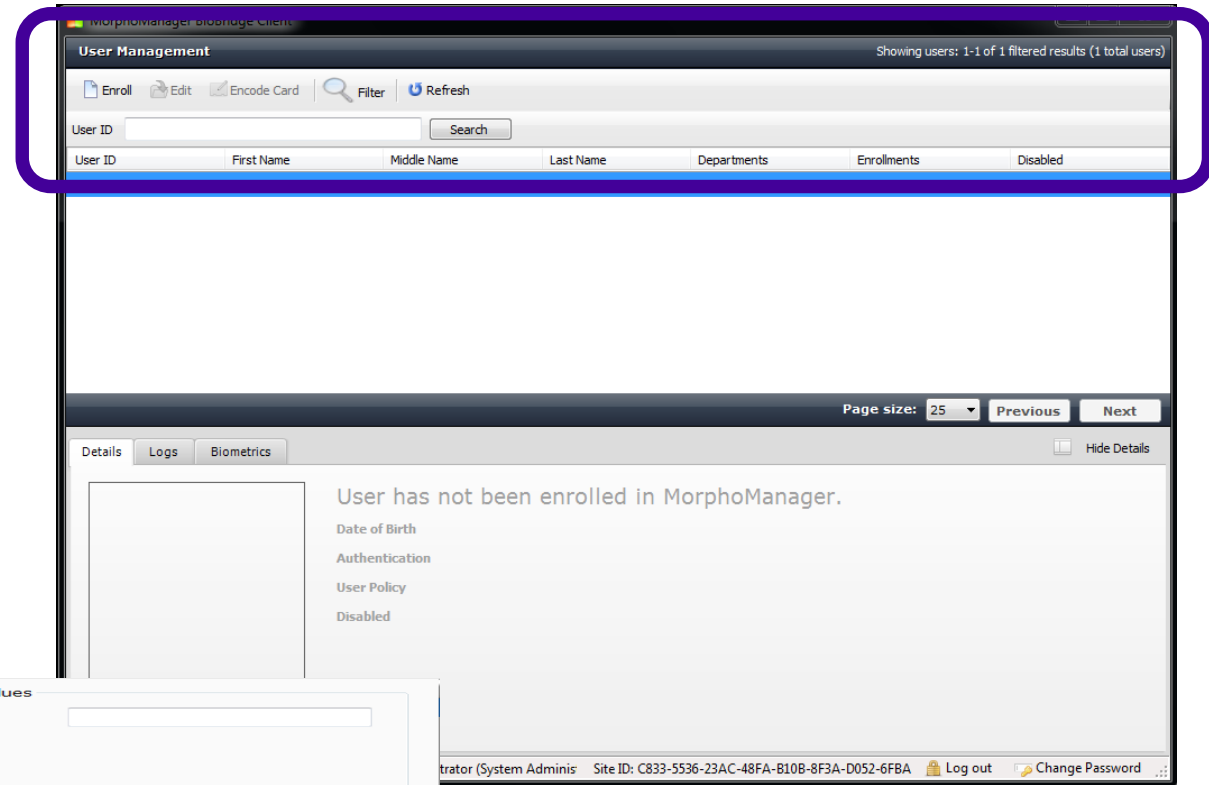 MorphoManager BioBridge Client
User Management Showing users: 1-1 of 1 filtered results (1 total users)
Enroll Edit Encode Card Filter Refresh
User ID Search
User ID First Name Middle Name Last Name Departments Enrollments Disabled
Page size: 25 Previous Next
Details Logs Biometrics Hide Details
User has not been enrolled in MorphoManager.
Date of Birth
Authentication
User Policy
Disabled
lues
trator (System Adminis Site ID: C833-5536-23AC-48FA-B10B-8F3A-D052-6FBA Log out Change Password